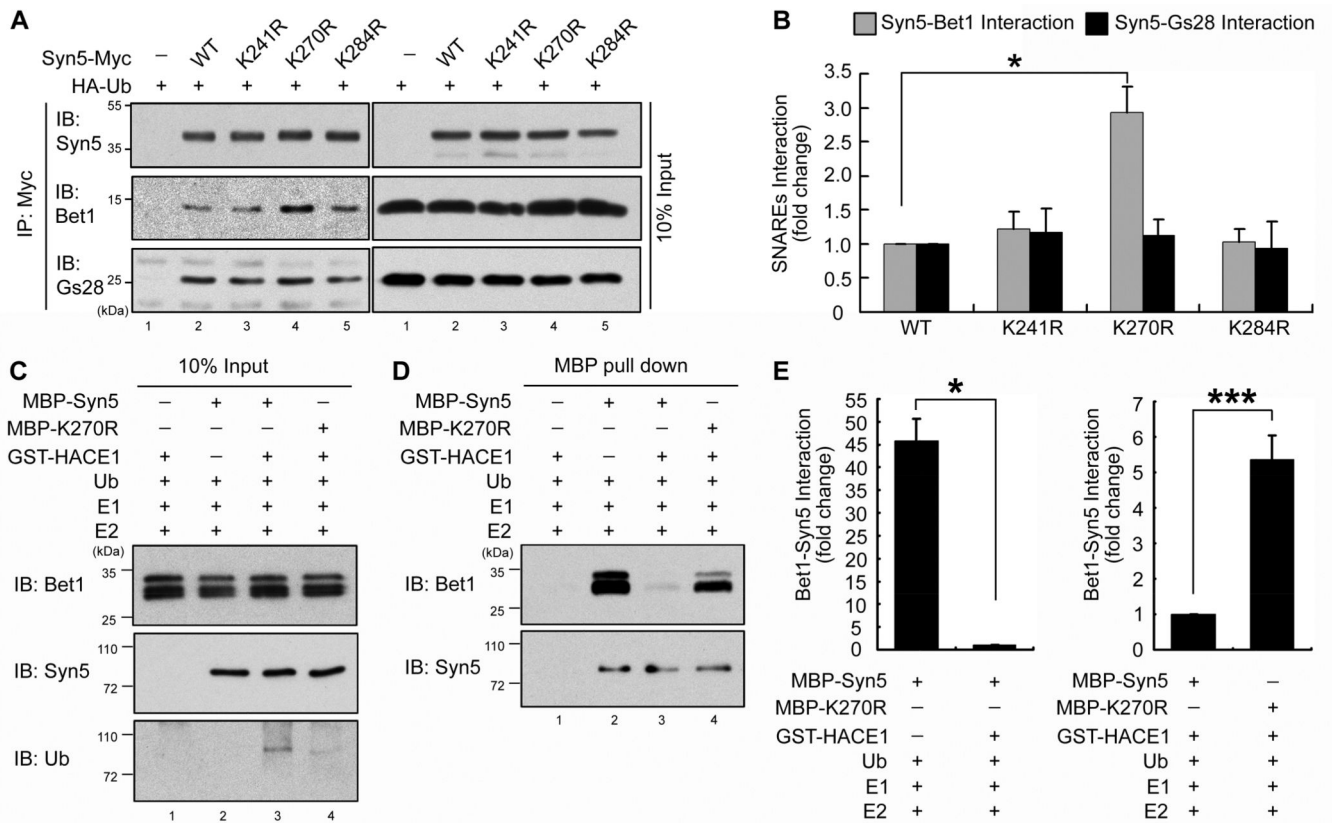 A
Syn5-Myc – WT K241R K270R K284R
HA-Ub + + + + + + + + + +
– WT K241R K270R K284R
IP: Myc
IB: Syn5
55
35
IB: Bet1
15
IB: Gs28
25
(kDa)
10% Input
1 2 3 4 5 1 2 3 4 5
B
Syn5-Bet1 Interaction Syn5-Gs28 Interaction
SNAREs Interaction
(fold change)
3.5
3.0
2.5
2.0
1.5
1.0
0.5
0
*
WT K241R K270R K284R
C
10% Input
MBP-Syn5 – + + –
MBP-K270R – – – +
GST-HACE1 + – + +
Ub + + + +
E1 + + + +
E2 + + + +
(kDa)
IB: Bet1
35
25
IB: Syn5
110
72
IB: Ub
110
72
1 2 3 4
D
MBP pull down
MBP-Syn5 – + + –
MBP-K270R – – – +
GST-HACE1 + – + +
Ub + + + +
E1 + + + +
E2 + + + +
(kDa)
IB: Bet1
35
25
IB: Syn5
110
72
1 2 3 4
E
Bet1-Syn5 Interaction
(fold change)
55
50
45
40
35
30
25
20
15
10
5
0
*
MBP-Syn5 + +
MBP-K270R – –
GST-HACE1 – +
Ub + +
E1 + +
E2 + +
Bet1-Syn5 Interaction
(fold change)
7
6
5
4
3
2
1
0
***
MBP-Syn5 + –
MBP-K270R – +
GST-HACE1 + +
Ub + +
E1 + +
E2 + +